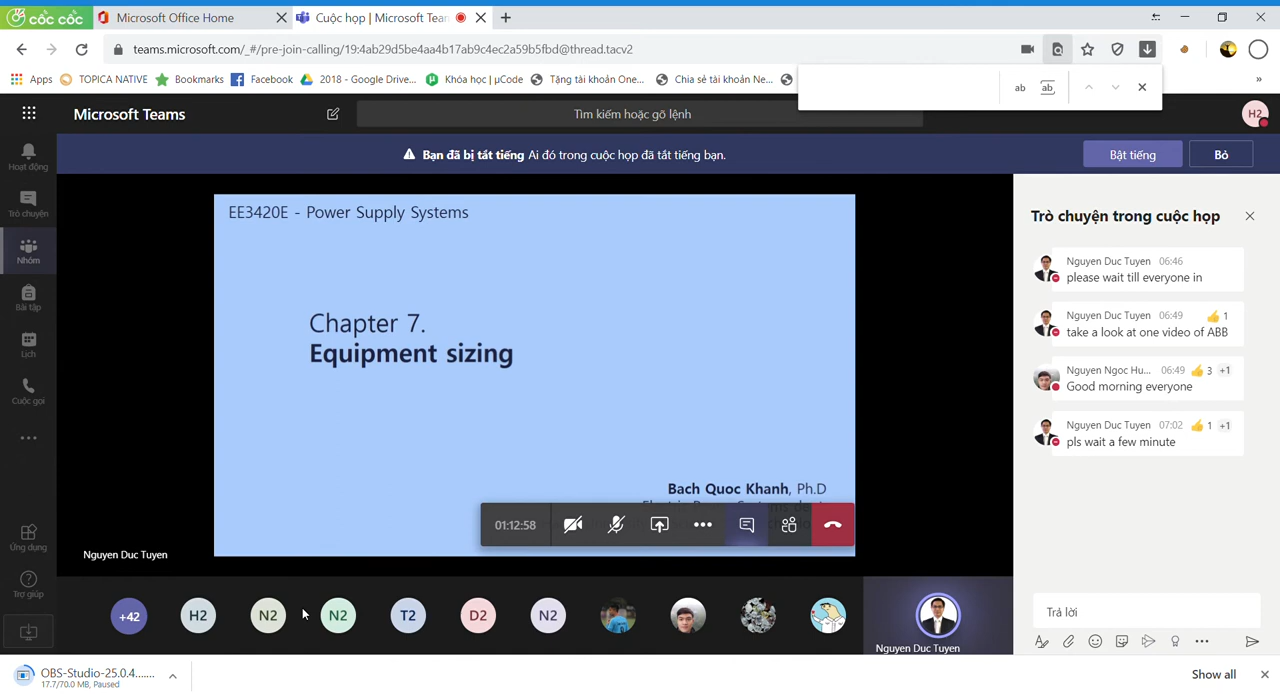 cốc cốc
Microsoft Office Home
Cuộc họp | Microsoft Tean
teams.microsoft.com/_#/pre-join-calling/19:4ab29d5be4aa4b17ab9c4ec2a59b5fbd@thread.tacv2
Apps
TOPICA NATIVE
Bookmarks
Facebook
2018 - Google Drive...
Khóa học | µCode
Tặng tài khoản One...
Chia sẻ tài khoản Ne...
»
ab
ab
Microsoft Teams
Tìm kiếm hoặc gõ lệnh
H2
Bạn đã bị tắt tiếng Ai đó trong cuộc họp đã tắt tiếng bạn.
Bật tiếng
Bỏ
Hoạt động
Trò chuyện
Nhóm
Bài tập
Lịch
Cuộc gọi
Ứng dụng
Trợ giúp
EE3420E - Power Supply Systems
Chapter 7.
Equipment sizing
Bach Quoc Khanh, Ph.D
01:12:58
Nguyen Duc Tuyen
+42
H2
N2
N2
T2
D2
N2
Nguyen Duc Tuyen
Trò chuyện trong cuộc họp
Nguyen Duc Tuyen 06:46
please wait till everyone in
Nguyen Duc Tuyen 06:49 👍 1
take a look at one video of ABB
Nguyen Ngoc Hu... 06:49 👍 3 +1
Good morning everyone
Nguyen Duc Tuyen 07:02 👍 1 +1
pls wait a few minute
Trả lời
OBS-Studio-25.0.4.......
17.7/70.0 MB, Paused
Show all